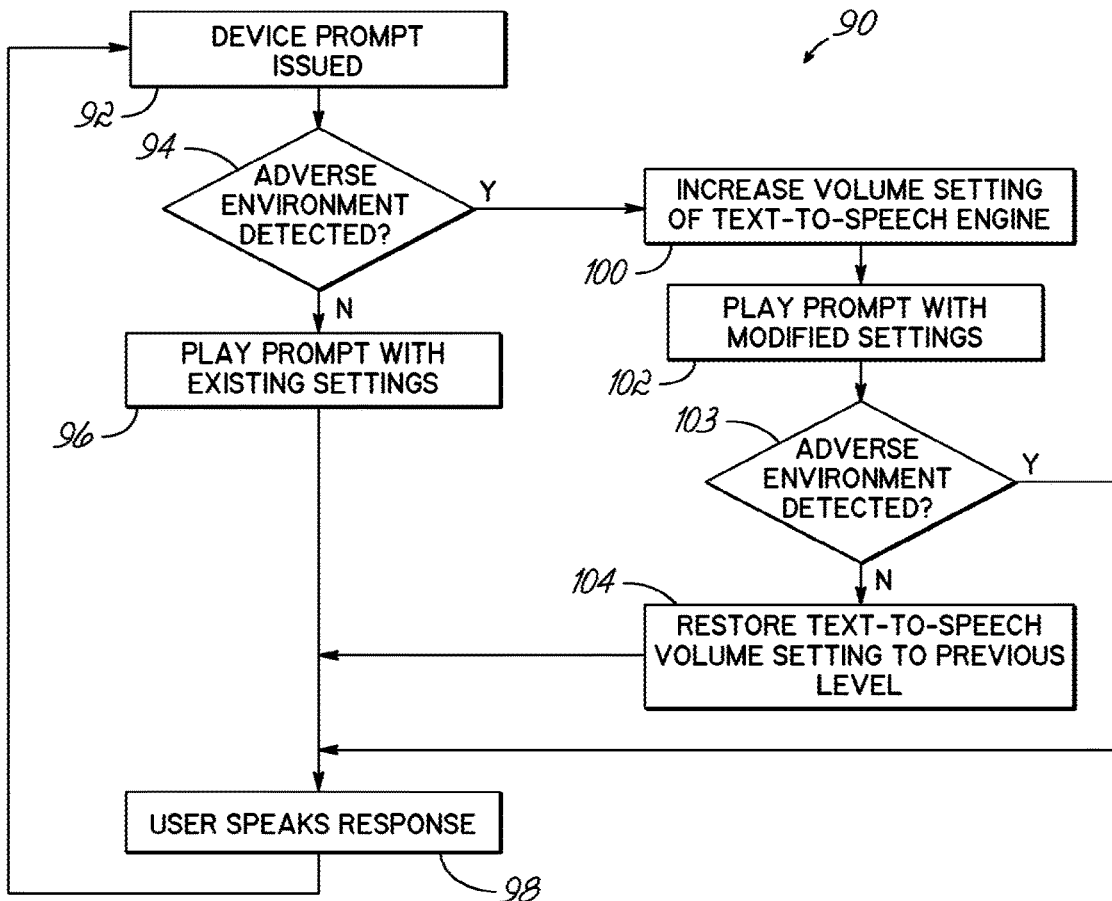 90
DEVICE PROMPT
ISSUED
92
94
ADVERSE
ENVIRONMENT
DETECTED?
Y
N
PLAY PROMPT WITH
EXISTING SETTINGS
96
INCREASE VOLUME SETTING
OF TEXT-TO-SPEECH ENGINE
100
PLAY PROMPT WITH
MODIFIED SETTINGS
102
103
ADVERSE
ENVIRONMENT
DETECTED?
Y
N
104
RESTORE TEXT-TO-SPEECH
VOLUME SETTING TO PREVIOUS
LEVEL
USER SPEAKS RESPONSE
98